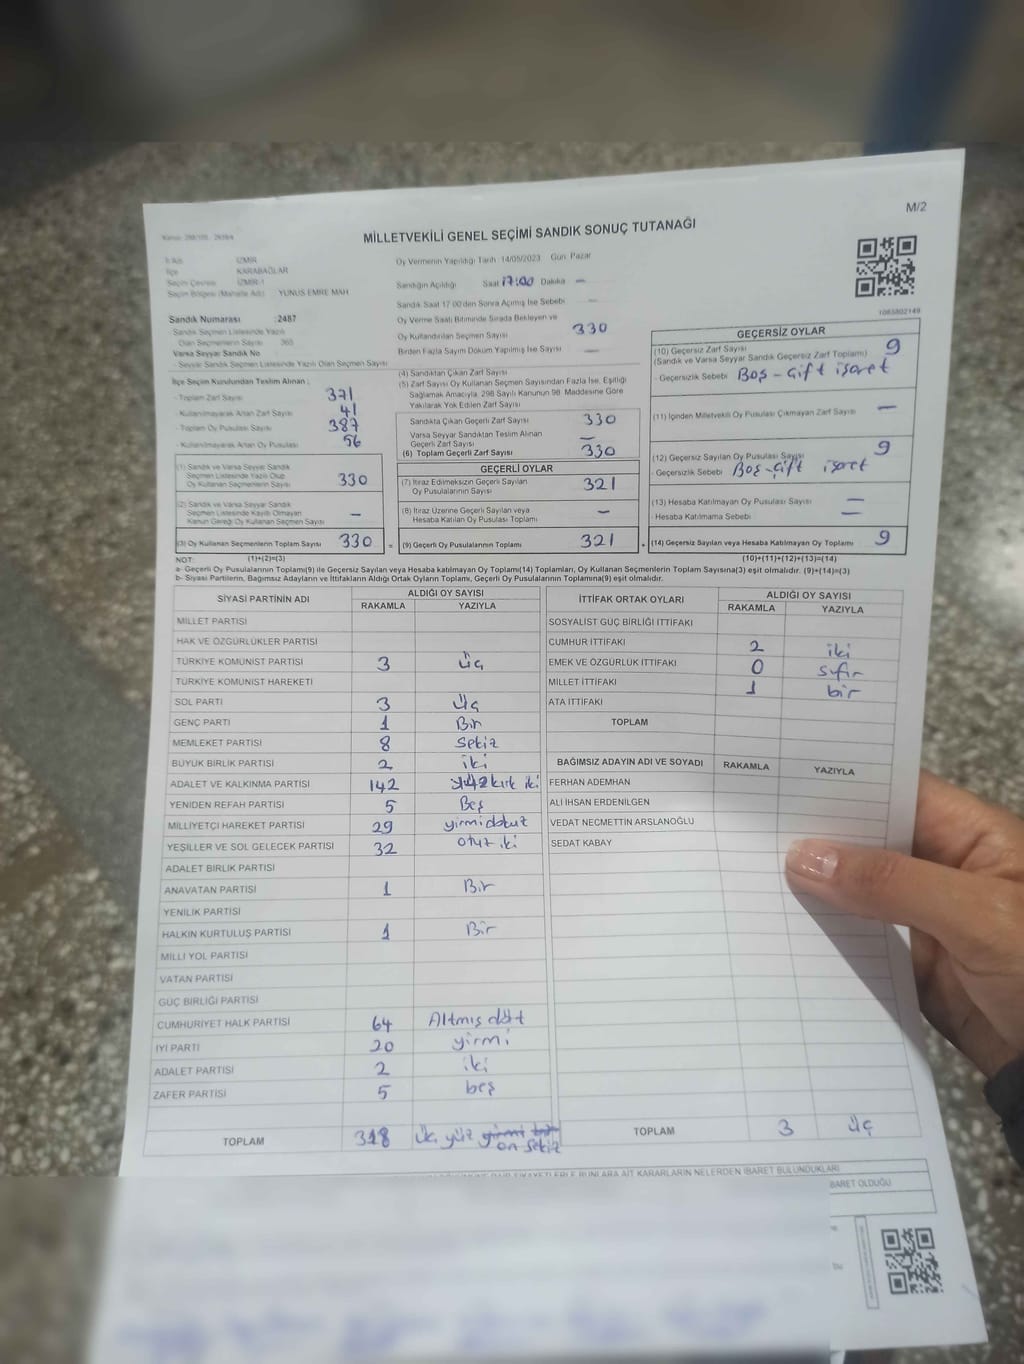 M/2
MİLLETVEKİLİ GENEL SEÇİMİ SANDIK SONUÇ TUTANAĞI
1085802149
İl Adı İZMİR
İlçe KARABAĞLAR
Seçim Çevresi İZMİR-1
Seçim Bölgesi (Mahalle Adı) : YUNUS EMRE MAH
Sandık Numarası :2487
Sandık Seçmen Listesinde Yazılı
Olan Seçmenlerin Sayısı 365
Varsa Seyyar Sandık No
- Seyyar Sandık Seçmen Listesinde Yazılı Olan Seçmen Sayısı
Oy Vermenin Yapıldığı Tarih :14/05/2023 Gün Pazar
Sandığın Açıldığı Saat 17:00 Dakika —
Sandık Saat 17:00'den Sonra Açılmış İse Sebebi —
Oy Verme Saati Bitiminde Sırada Bekleyen ve
Oy Kullandırılan Seçmen Sayısı 330
Birden Fazla Sayım Döküm Yapılmış İse Sayısı —
İlçe Seçim Kurulundan Teslim Alınan ;
- Toplam Zarf Sayısı 371
- Kullanılmayarak Artan Zarf Sayısı 41
- Toplam Oy Pusulası Sayısı 387
- Kullanılmayarak Artan Oy Pusulası 56
(1) Sandık ve Varsa Seyyar Sandık
Seçmen Listesinde Yazılı Olup
Oy Kullanan Seçmenlerin Sayısı 330
(2) Sandık ve Varsa Seyyar Sandık
Seçmen Listesinde Kayıtlı Olmayan
Kanun Gereği Oy Kullanan Seçmen Sayısı —
(3) Oy Kullanan Seçmenlerin Toplam Sayısı 330
(4) Sandıktan Çıkan Zarf Sayısı
(5) Zarf Sayısı Oy Kullanan Seçmen Sayısından Fazla İse, Eşitliği
Sağlamak Amacıyla, 298 Sayılı Kanunun 98. Maddesine Göre
Yakılarak Yok Edilen Zarf Sayısı
Sandıkta Çıkan Geçerli Zarf Sayısı 330
Varsa Seyyar Sandıktan Teslim Alınan
Geçerli Zarf Sayısı —
(6) Toplam Geçerli Zarf Sayısı 330
GEÇERLİ OYLAR
(7) İtiraz Edilmeksizin Geçerli Sayılan
Oy Pusulalarının Sayısı 321
(8) İtiraz Üzerine Geçerli Sayılan veya
Hesaba Katılan Oy Pusulası Toplamı —
= (9) Geçerli Oy Pusulalarının Toplamı 321
GEÇERSİZ OYLAR
(10) Geçersiz Zarf Sayısı 9
(Sandık ve Varsa Seyyar Sandık Geçersiz Zarf Toplamı)
- Geçersizlik Sebebi Boş - Çift işaret
(11) İçinden Milletvekili Oy Pusulası Çıkmayan Zarf Sayısı —
(12) Geçersiz Sayılan Oy Pusulası Sayısı 9
- Geçersizlik Sebebi Boş - Çift işaret
(13) Hesaba Katılmayan Oy Pusulası Sayısı —
Hesaba Katılmama Sebebi —
+ (14) Geçersiz Sayılan veya Hesaba Katılmayan Oy Toplamı 9
NOT: (1)+(2)=(3) (10)+(11)+(12)+(13)=(14)
a- Geçerli Oy Pusulalarının Toplamı(9) ile Geçersiz Sayılan veya Hesaba katılmayan Oy Toplam(14) Toplamları, Oy Kullanan Seçmenlerin Toplam Sayısına(3) eşit olmalıdır. (9)+(14)=(3)
b- Siyasi Partilerin, Bağımsız Adayların ve İttifakların Aldığı Ortak Oyların Toplamı, Geçerli Oy Pusulalarının Toplamına(9) eşit olmalıdır.
SİYASİ PARTİNİN ADI ALDIĞI OY SAYISI
RAKAMLA YAZIYLA
MİLLET PARTİSİ
HAK VE ÖZGÜRLÜKLER PARTİSİ
TÜRKİYE KOMÜNİST PARTİSİ 3 Üç
TÜRKİYE KOMÜNİST HAREKETİ
SOL PARTİ 3 Üç
GENÇ PARTİ 1 Bir
MEMLEKET PARTİSİ 8 Sekiz
BÜYÜK BİRLİK PARTİSİ 2 iki
ADALET VE KALKINMA PARTİSİ 142 yüz kırk iki
YENİDEN REFAH PARTİSİ 5 Beş
MİLLİYETÇİ HAREKET PARTİSİ 29 yirmidokuz
YEŞİLLER VE SOL GELECEK PARTİSİ 32 otuz iki
ADALET BİRLİK PARTİSİ
ANAVATAN PARTİSİ 1 Bir
YENİLİK PARTİSİ
HALKIN KURTULUŞ PARTİSİ 1 Bir
MİLLİ YOL PARTİSİ
VATAN PARTİSİ
GÜÇ BİRLİĞİ PARTİSİ
CUMHURİYET HALK PARTİSİ 64 Altmış dört
İYİ PARTİ 20 yirmi
ADALET PARTİSİ 2 iki
ZAFER PARTİSİ 5 beş
TOPLAM 318 Üç yüz yirmi bir
on sekiz
İTTİFAK ORTAK OYLARI ALDIĞI OY SAYISI
RAKAMLA YAZIYLA
SOSYALİST GÜÇ BİRLİĞİ İTTİFAKI
CUMHUR İTTİFAKI 2 iki
EMEK VE ÖZGÜRLÜK İTTİFAKI 0 sıfır
MİLLET İTTİFAKI 1 bir
ATA İTTİFAKI
TOPLAM
BAĞIMSIZ ADAYIN ADI VE SOYADI RAKAMLA YAZIYLA
FERHAN ADEMHAN
ALİ İHSAN ERDENİLGEN
VEDAT NECMETTİN ARSLANOĞLU
SEDAT KABAY
TOPLAM 3 üç
BARET OLDUĞU